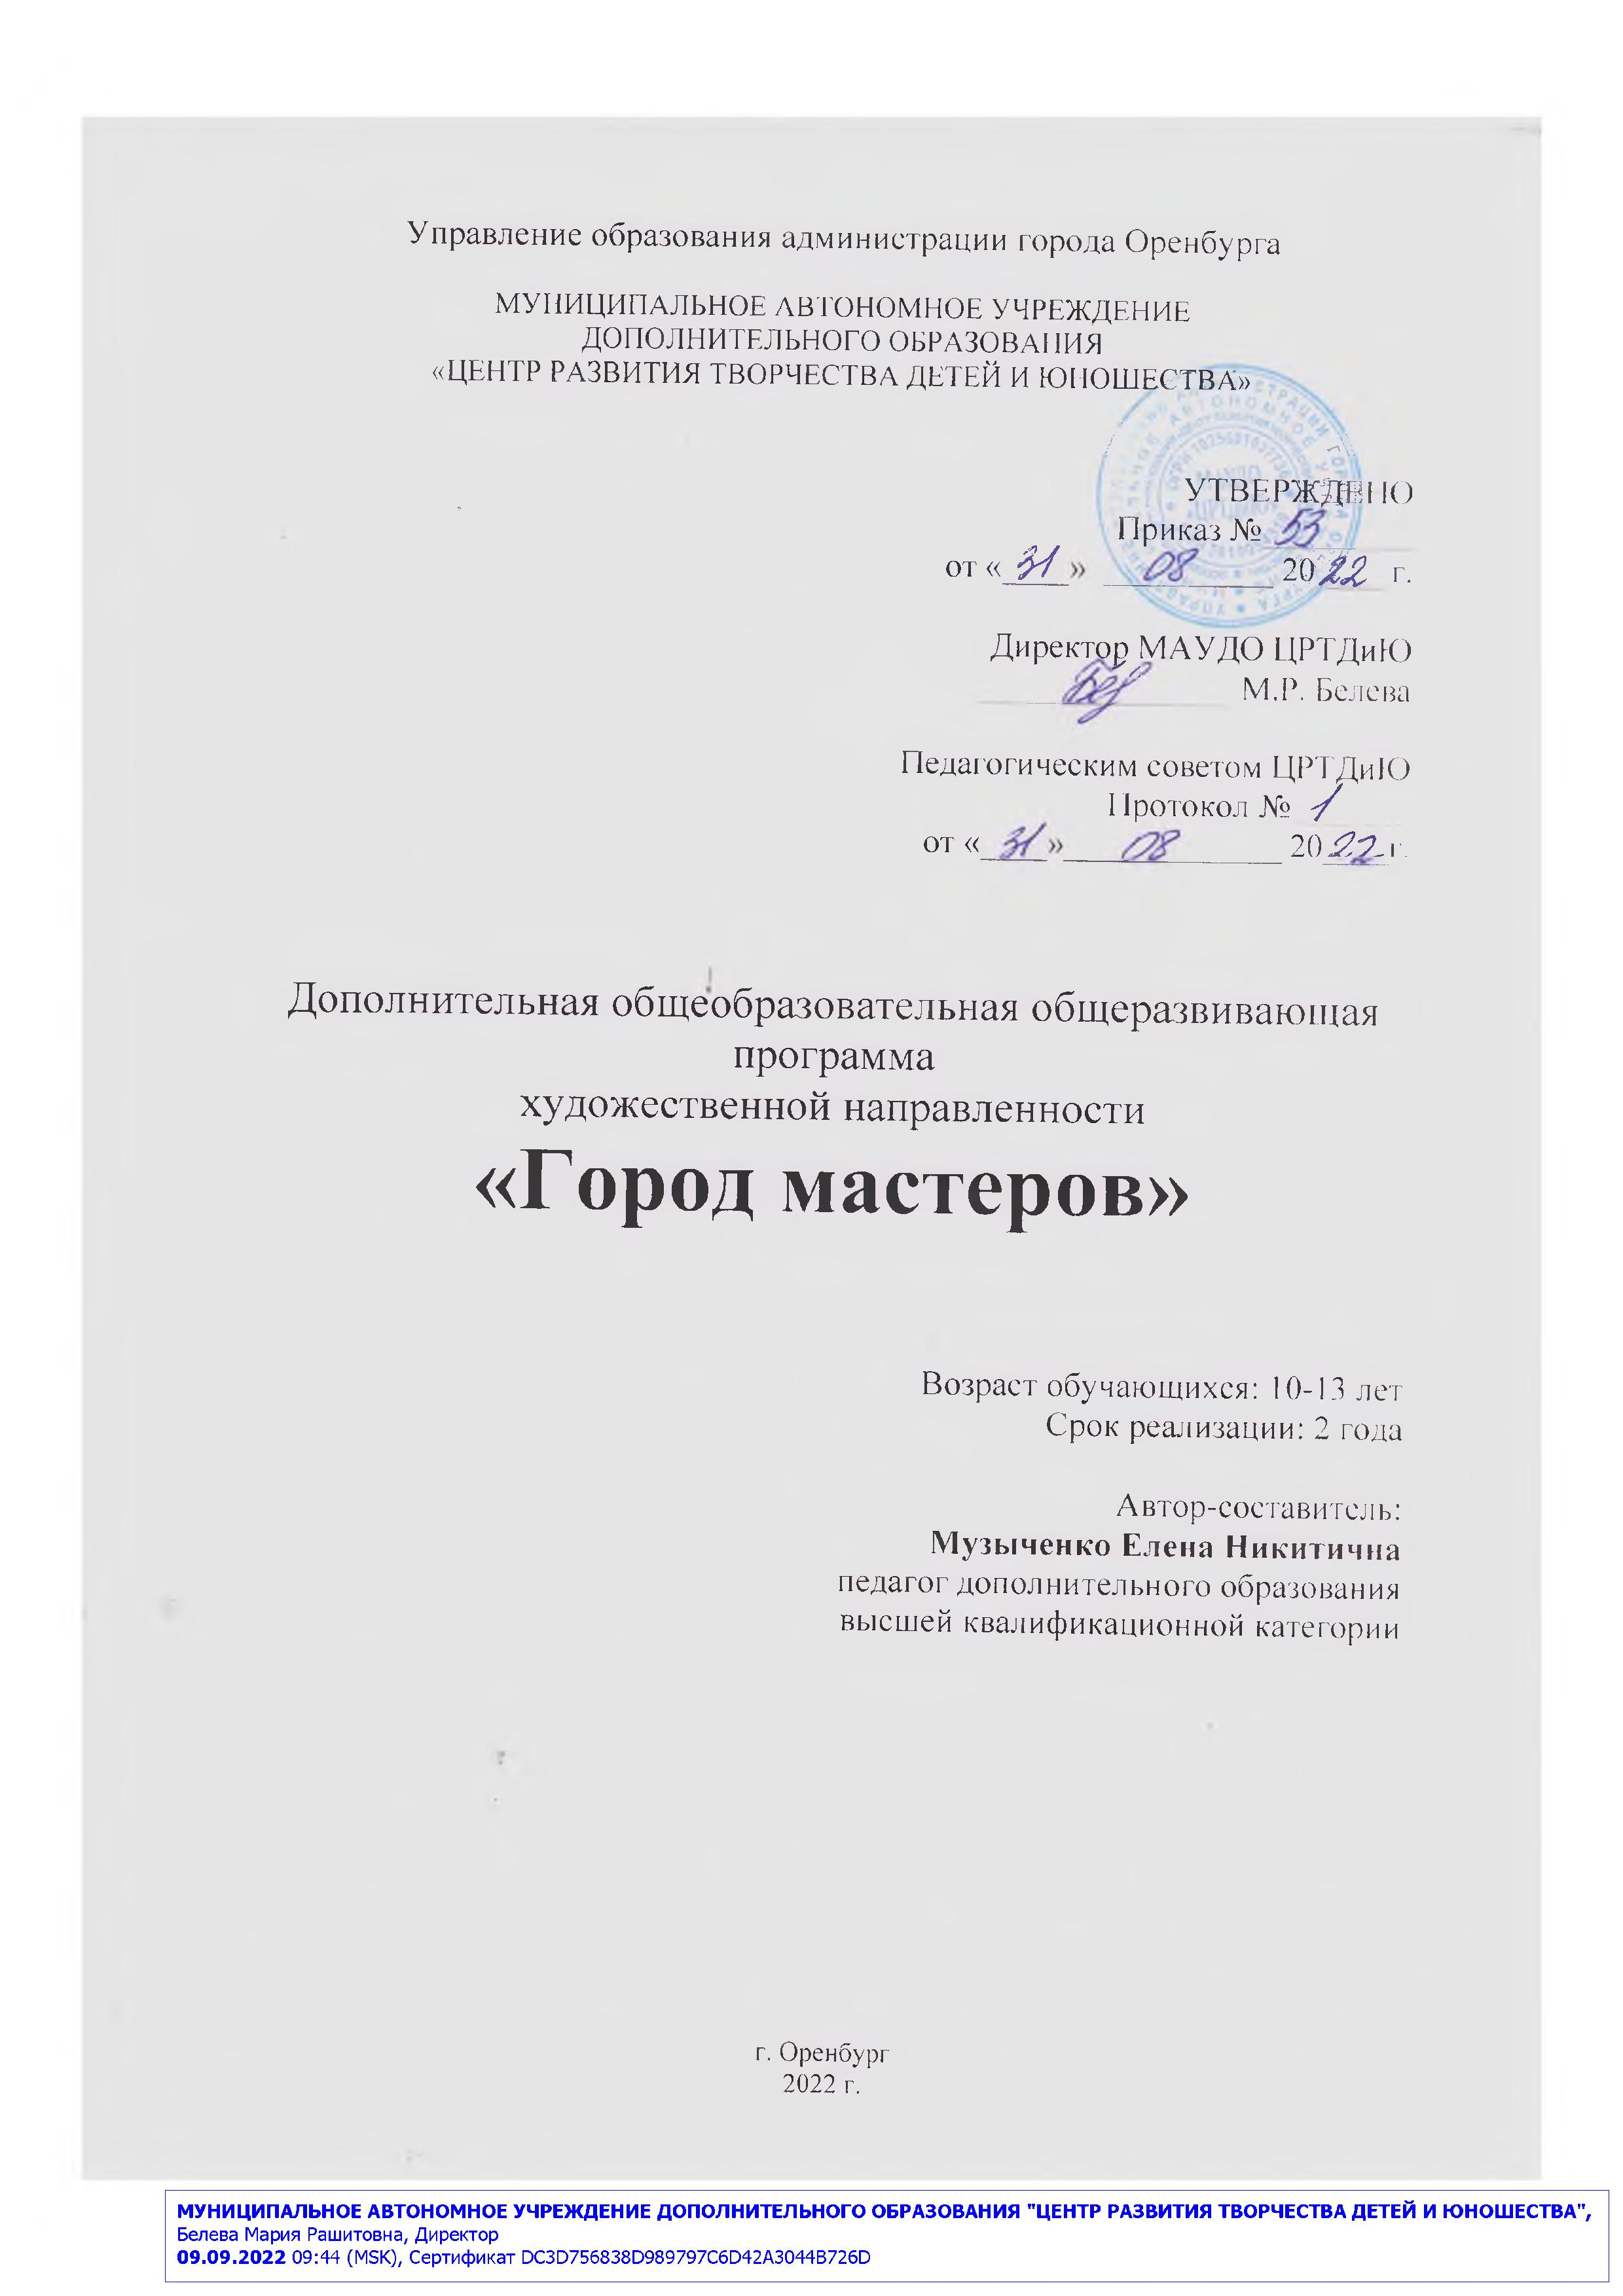 Управление образования администрации города Оренбурга
МУНИЦИПАЛЬНОЕ АВТОНОМНОЕ УЧРЕЖДЕНИЕ
ДОПОЛНИТЕЛЬНОГО ОБРАЗОВАНИЯ
«ЦЕНТР РАЗВИТИЯ ТВОРЧЕСТВА ДЕТЕЙ И ЮНОШЕСТВА»
УТВЕРЖДЕНО
Приказ № 53
от «31» 08 2022 г.
Директор МАУДО ЦРТДиЮ
М.Р. Белева
Педагогическим советом ЦРТДиЮ
Протокол № 1
от «31» 08 2022 г.
Дополнительная общеобразовательная общеразвивающая
программа
художественной направленности
«Город мастеров»
Возраст обучающихся: 10-13 лет
Срок реализации: 2 года
Автор-составитель:
Музыченко Елена Никитична
педагог дополнительного образования
высшей квалификационной категории
г. Оренбург
2022 г.
МУНИЦИПАЛЬНОЕ АВТОНОМНОЕ УЧРЕЖДЕНИЕ ДОПОЛНИТЕЛЬНОГО ОБРАЗОВАНИЯ "ЦЕНТР РАЗВИТИЯ ТВОРЧЕСТВА ДЕТЕЙ И ЮНОШЕСТВА",
Белева Мария Рашитовна, Директор
09.09.2022 09:44 (MSK), Сертификат DC3D756838D989797C6D42A3044B726D